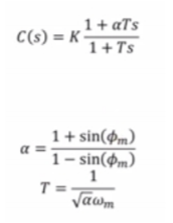 C(s) = K (1 + αTs) / (1 + Ts)
α = (1 + sin(ϕₘ)) / (1 − sin(ϕₘ))
T = 1 / (√α ωₘ)